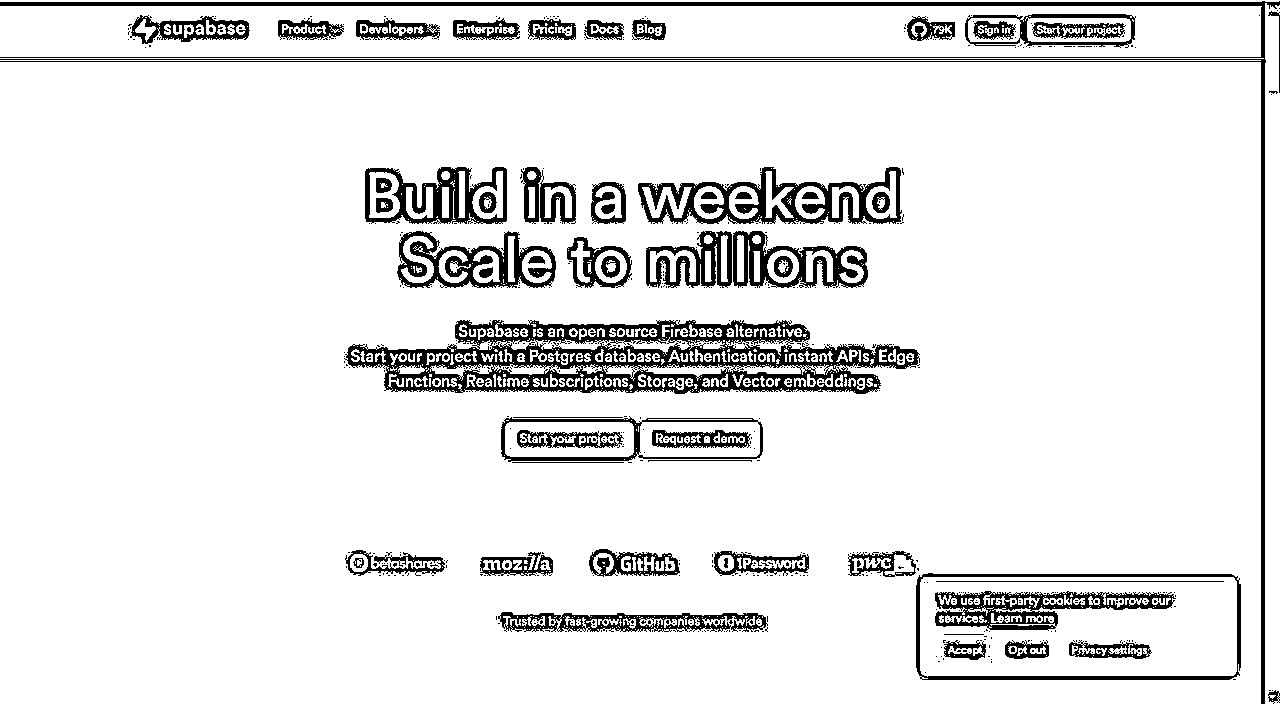 supabase Product Developers Enterprise Pricing Docs Blog 79K Sign in Start your project
Build in a weekend
Scale to millions
Supabase is an open source Firebase alternative.
Start your project with a Postgres database, Authentication, instant APIs, Edge
Functions, Realtime subscriptions, Storage, and Vector embeddings.
Start your project Request a demo
betashares moz://a GitHub 1Password pwc
Trusted by fast-growing companies worldwide
We use first-party cookies to improve our
services. Learn more
Accept Opt out Privacy settings